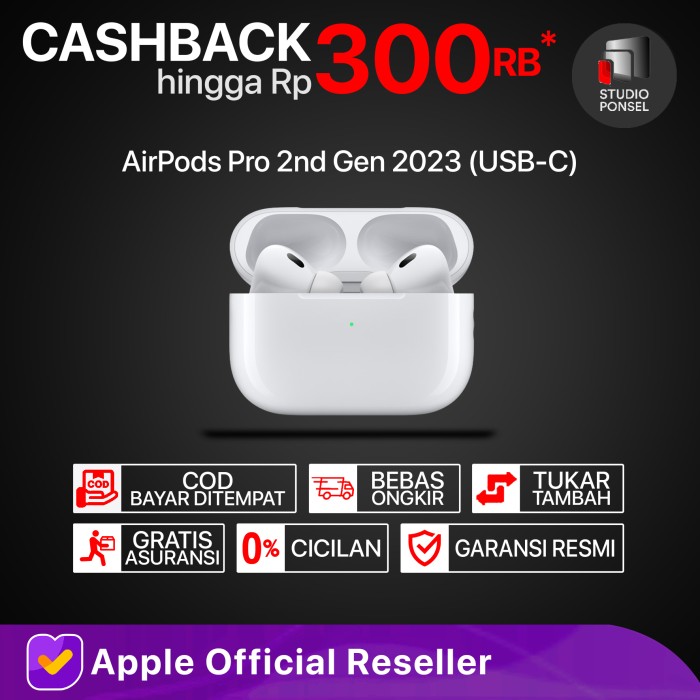 CASHBACK
hingga Rp 300RB*
STUDIO
PONSEL
AirPods Pro 2nd Gen 2023 (USB-C)
COD
COD
BAYAR DITEMPAT
BEBAS
ONGKIR
TUKAR
TAMBAH
GRATIS
ASURANSI
0% CICILAN
GARANSI RESMI
Apple Official Reseller